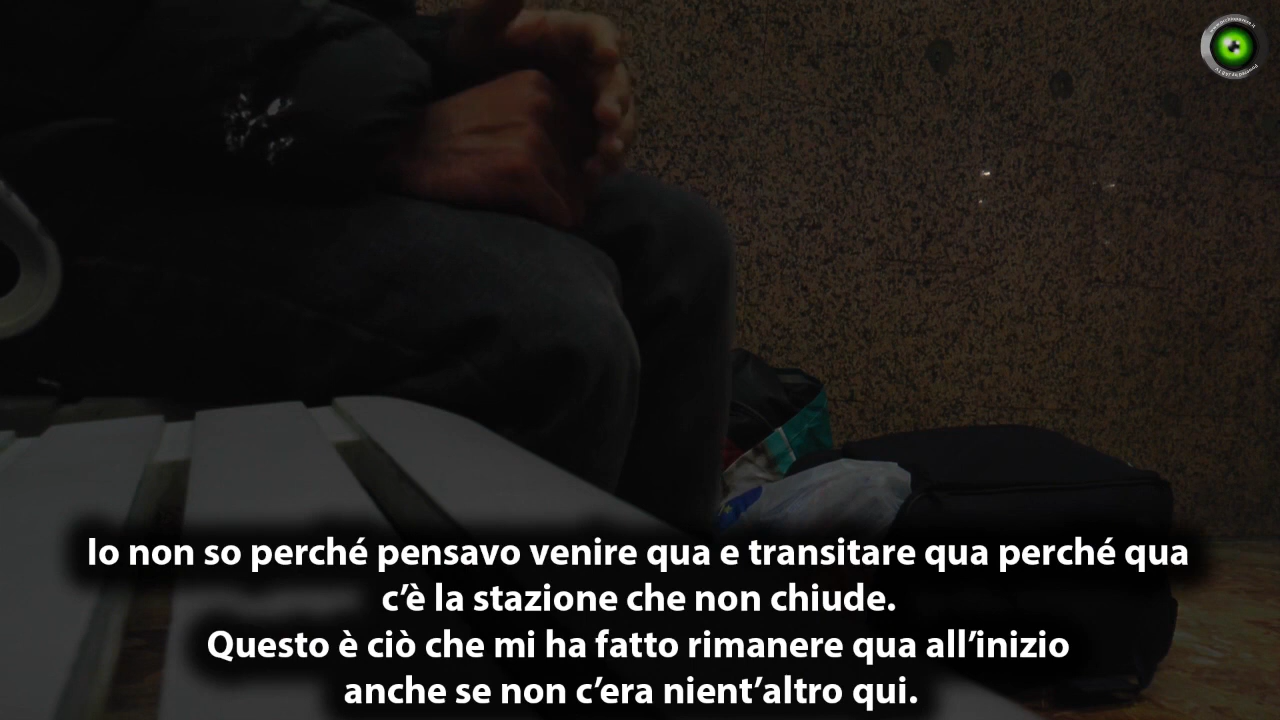 Io non so perché pensavo venire qua e transitare qua perché qua
c’è la stazione che non chiude.
Questo è ciò che mi ha fatto rimanere qua all’inizio
anche se non c’era nient’altro qui.